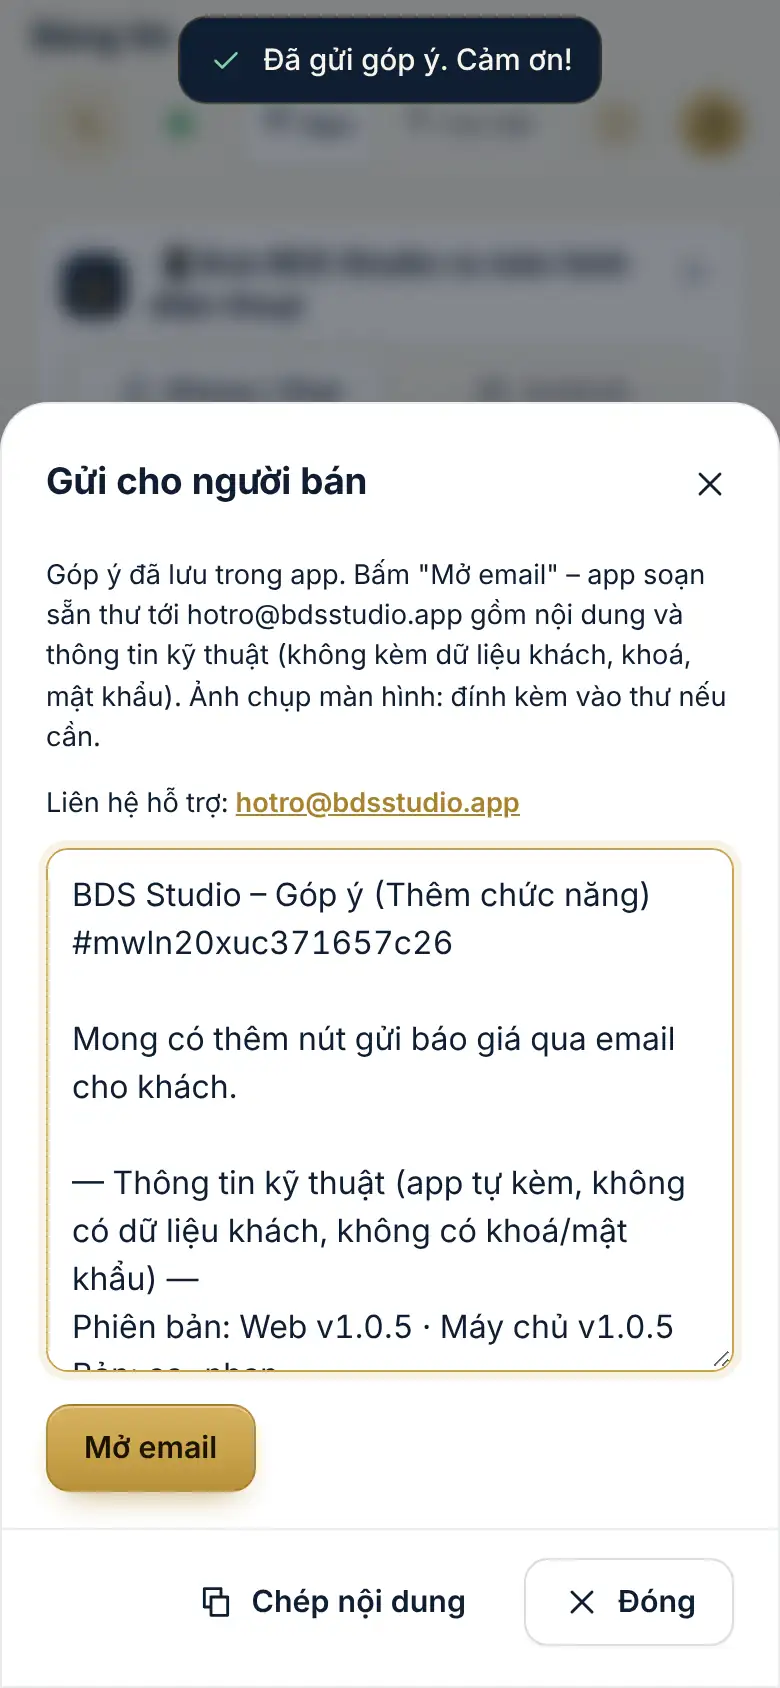 Đã gửi góp ý. Cảm ơn!
Gửi cho người bán
Góp ý đã lưu trong app. Bấm "Mở email" – app soạn
sẵn thư tới hotro@bdsstudio.app gồm nội dung và
thông tin kỹ thuật (không kèm dữ liệu khách, khoá,
mật khẩu). Ảnh chụp màn hình: đính kèm vào thư nếu
cần.
Liên hệ hỗ trợ: hotro@bdsstudio.app
BDS Studio – Góp ý (Thêm chức năng)
#mwln20xuc371657c26
Mong có thêm nút gửi báo giá qua email
cho khách.
— Thông tin kỹ thuật (app tự kèm, không
có dữ liệu khách, không có khoá/mật
khẩu) —
Phiên bản: Web v1.0.5 · Máy chủ v1.0.5
Mở email
Chép nội dung
Đóng